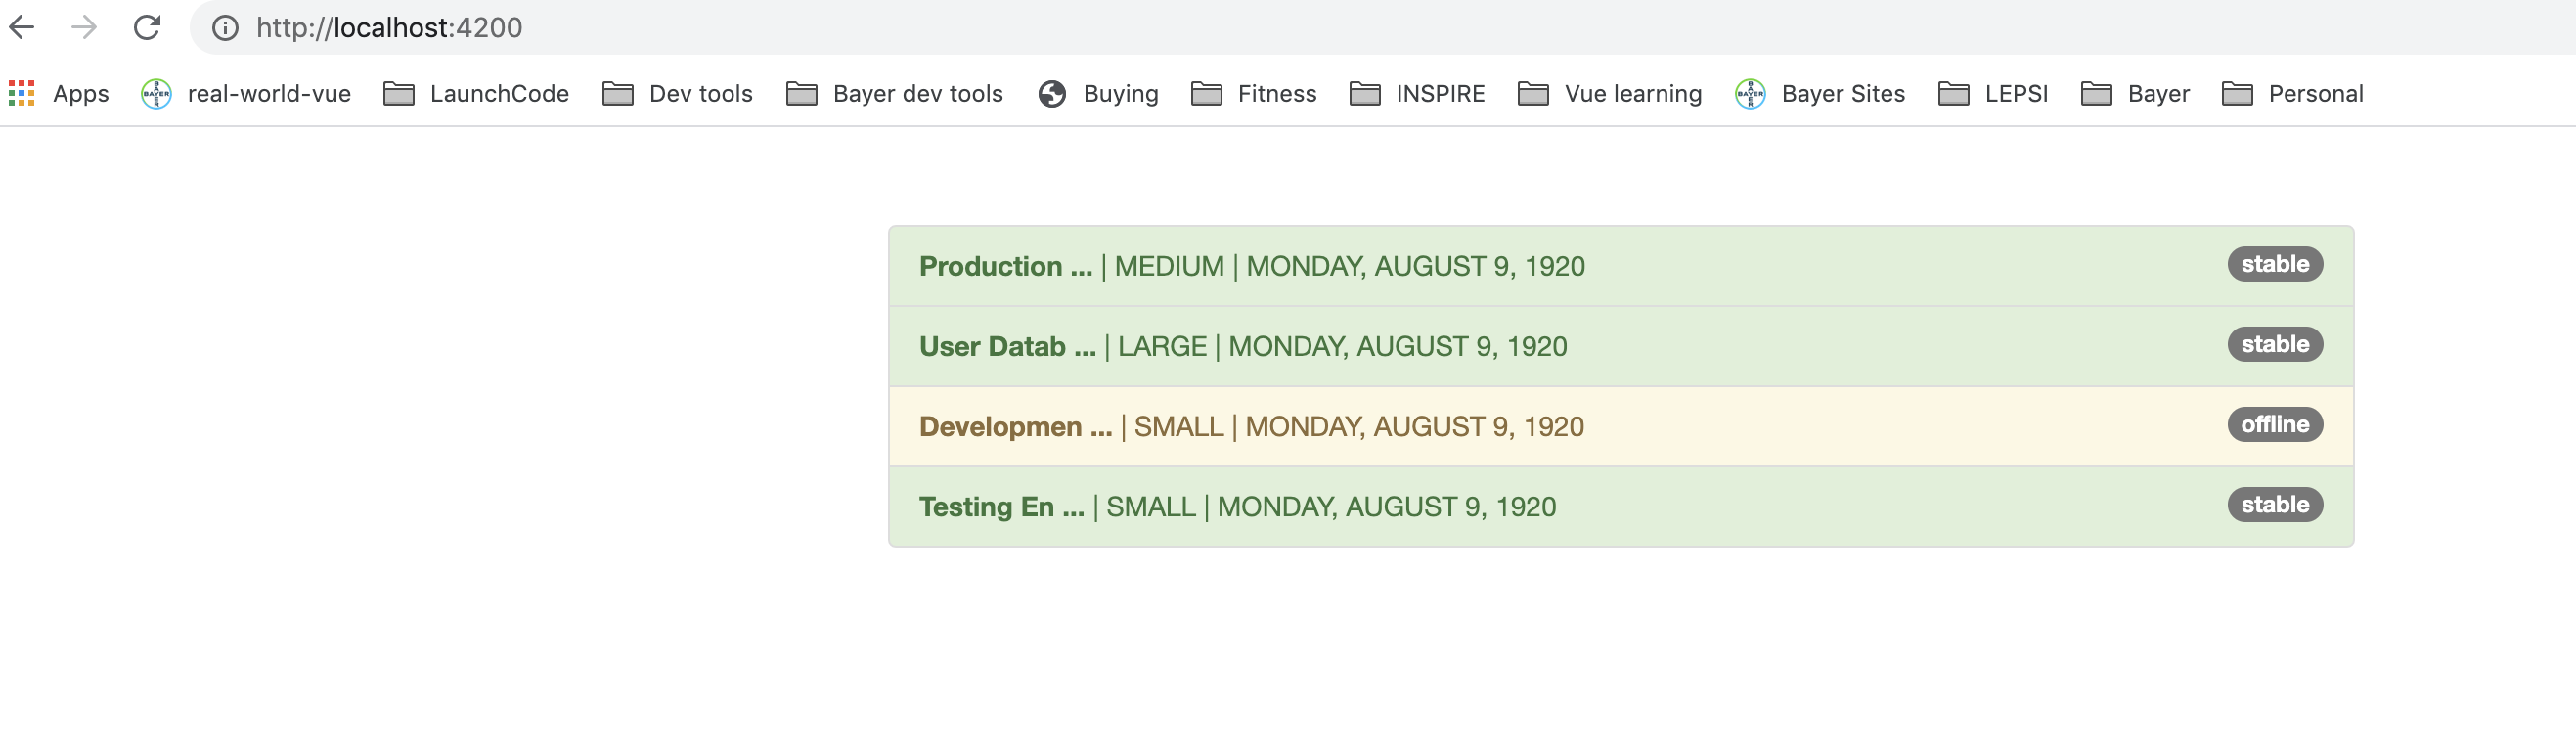 http://localhost:4200
Apps real-world-vue LaunchCode Dev tools Bayer dev tools Buying Fitness INSPIRE Vue learning Bayer Sites LEPSI Bayer Personal
Production ... | MEDIUM | MONDAY, AUGUST 9, 1920 stable
User Datab ... | LARGE | MONDAY, AUGUST 9, 1920 stable
Developmen ... | SMALL | MONDAY, AUGUST 9, 1920 offline
Testing En ... | SMALL | MONDAY, AUGUST 9, 1920 stable